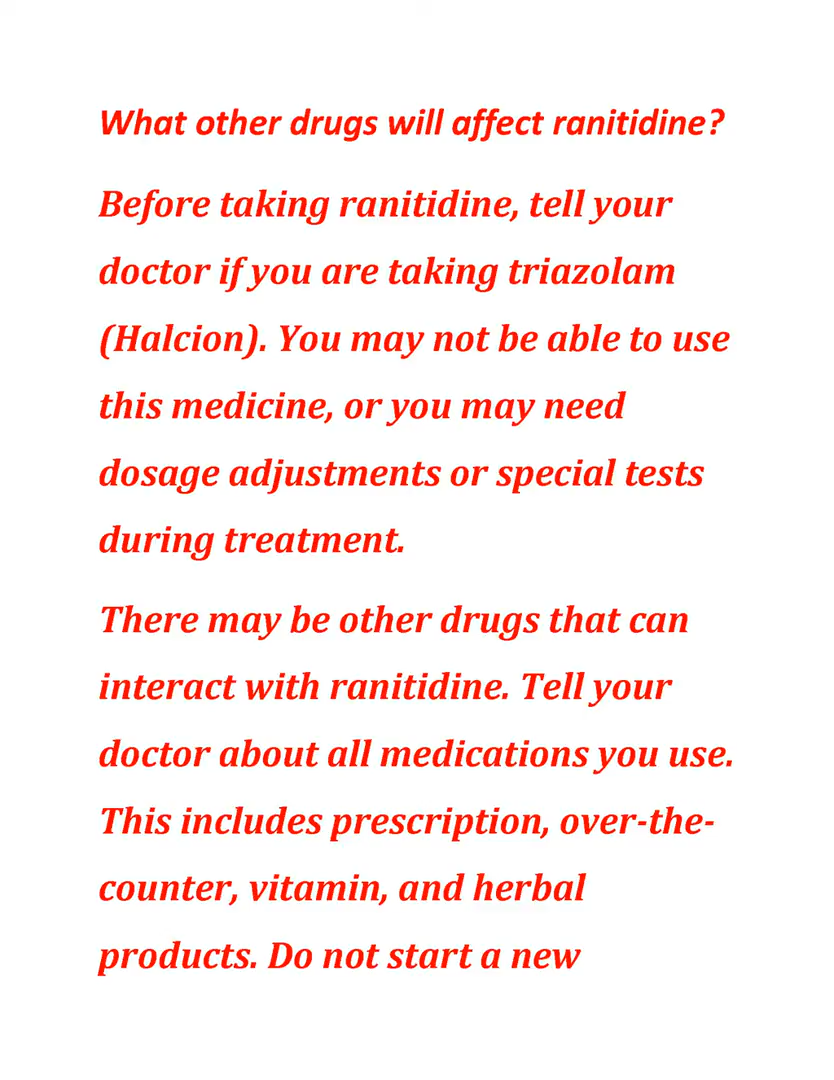 What other drugs will affect ranitidine?
Before taking ranitidine, tell your
doctor if you are taking triazolam
(Halcion). You may not be able to use
this medicine, or you may need
dosage adjustments or special tests
during treatment.
There may be other drugs that can
interact with ranitidine. Tell your
doctor about all medications you use.
This includes prescription, over-the-
counter, vitamin, and herbal
products. Do not start a new